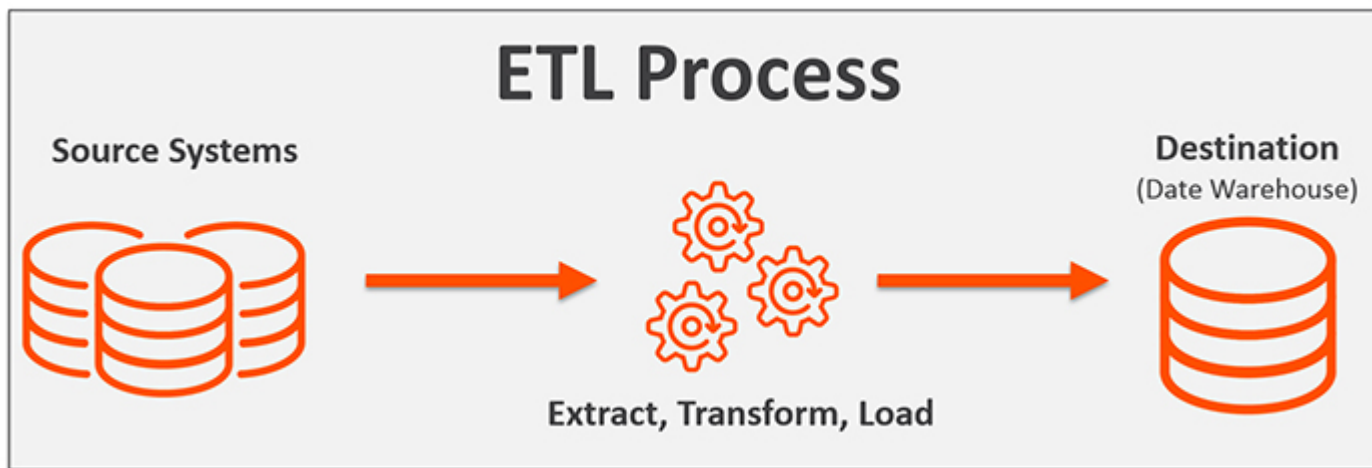 ETL Process
Source Systems
Destination
(Date Warehouse)
Extract, Transform, Load